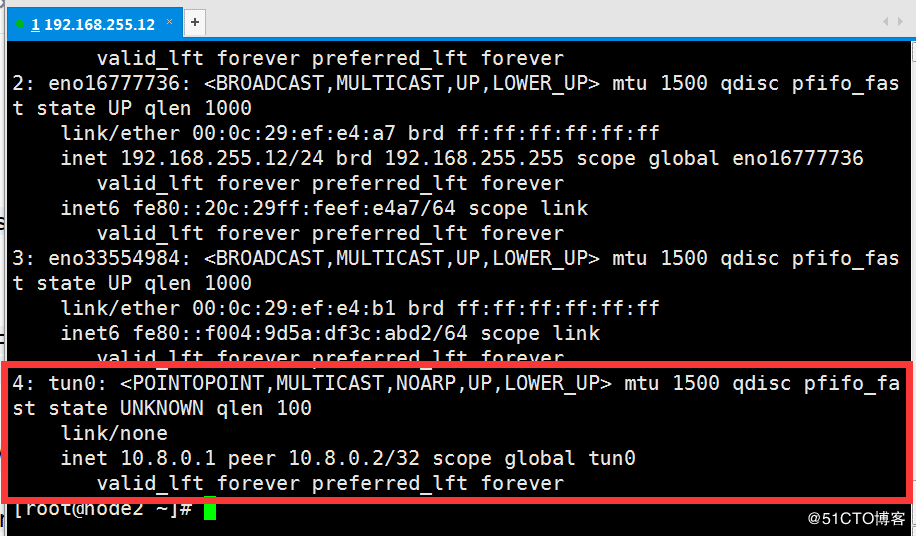 1 192.168.255.12 × +
valid_lft forever preferred_lft forever
2: eno16777736: <BROADCAST,MULTICAST,UP,LOWER_UP> mtu 1500 qdisc pfifo_fas
t state UP qlen 1000
link/ether 00:0c:29:ef:e4:a7 brd ff:ff:ff:ff:ff:ff
inet 192.168.255.12/24 brd 192.168.255.255 scope global eno16777736
valid_lft forever preferred_lft forever
inet6 fe80::20c:29ff:feef:e4a7/64 scope link
valid_lft forever preferred_lft forever
3: eno33554984: <BROADCAST,MULTICAST,UP,LOWER_UP> mtu 1500 qdisc pfifo_fas
t state UP qlen 1000
link/ether 00:0c:29:ef:e4:b1 brd ff:ff:ff:ff:ff:ff
inet6 fe80::f004:9d5a:df3c:abd2/64 scope link
valid_lft forever preferred_lft forever
4: tun0: <POINTOPOINT,MULTICAST,NOARP,UP,LOWER_UP> mtu 1500 qdisc pfifo_fa
st state UNKNOWN qlen 100
link/none
inet 10.8.0.1 peer 10.8.0.2/32 scope global tun0
valid_lft forever preferred_lft forever
[root@node2 ~]#
@51CTO博客